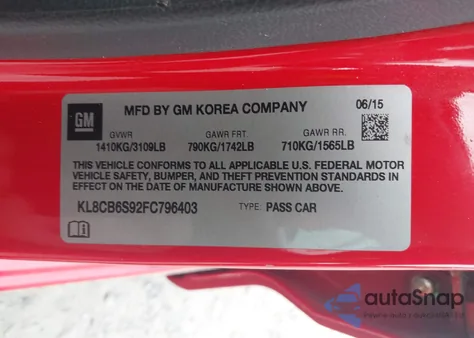 GM
MFD BY GM KOREA COMPANY
06/15
GVWR GAWR FRT. GAWR RR.
1410KG/3109LB 790KG/1742LB 710KG/1565LB
THIS VEHICLE CONFORMS TO ALL APPLICABLE U.S. FEDERAL MOTOR
VEHICLE SAFETY, BUMPER, AND THEFT PREVENTION STANDARDS IN
EFFECT ON THE DATE OF MANUFACTURE SHOWN ABOVE.
KL8CB6S92FC796403 TYPE: PASS CAR
autoSnap